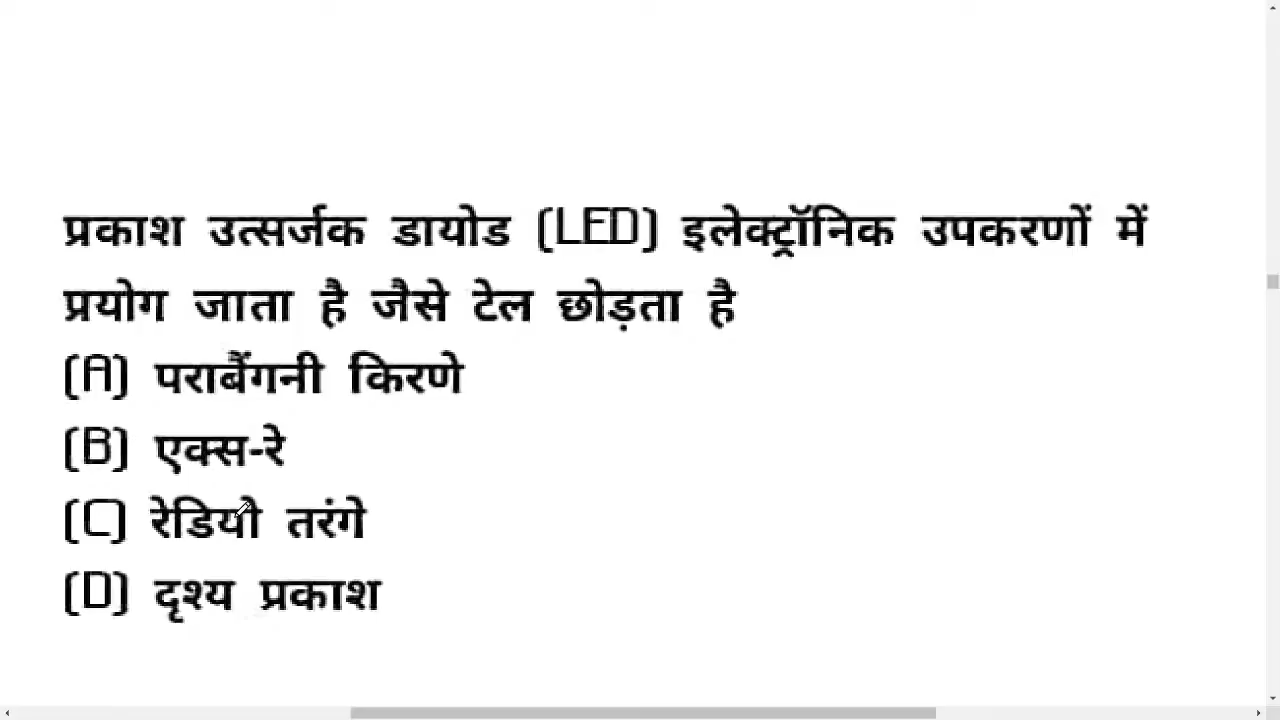 प्रकाश उत्सर्जक डायोड (LED) इलेक्ट्रॉनिक उपकरणों में
प्रयोग जाता है जैसे टेल छोड़ता है
(A) पराबैंगनी किरणे
(B) एक्स-रे
(C) रेडियो तरंगे
(D) दृश्य प्रकाश